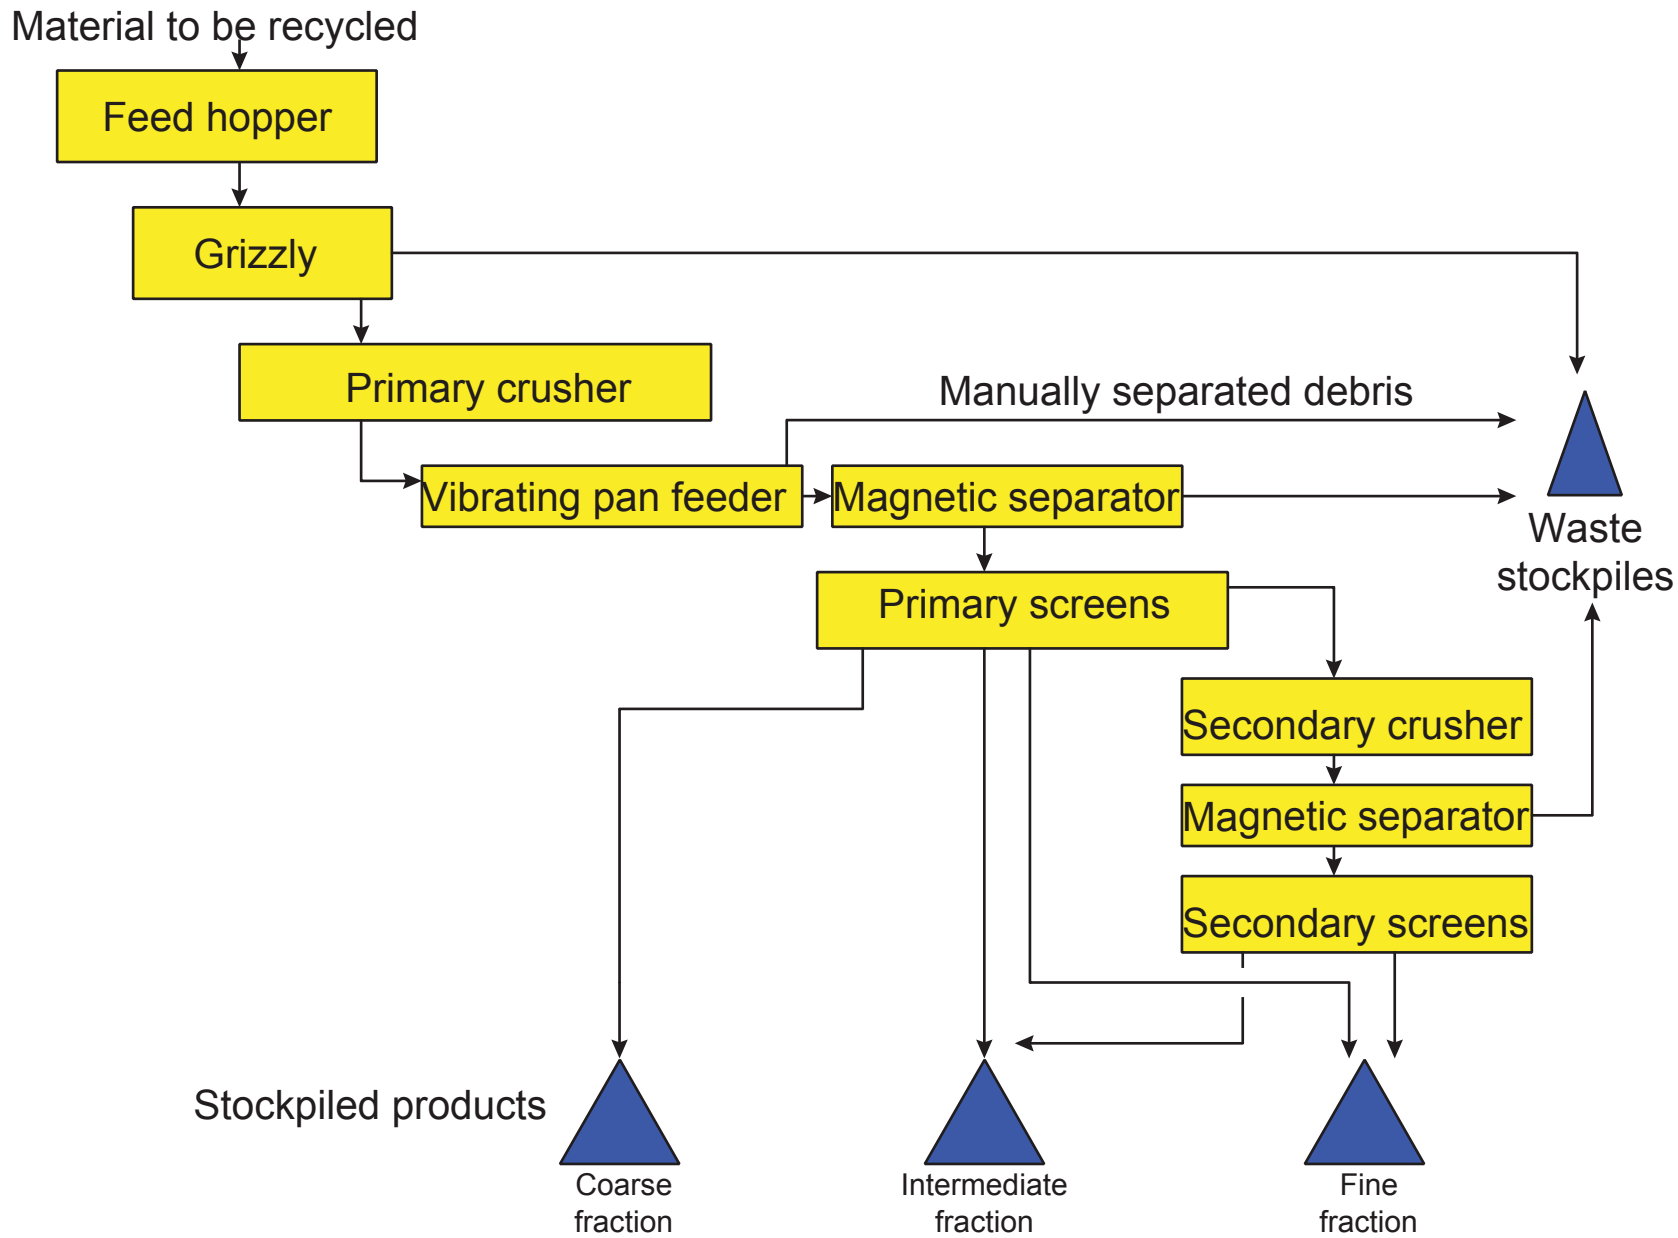 Material to be recycled
Feed hopper
Grizzly
Primary crusher
Manually separated debris
Vibrating pan feeder
Magnetic separator
Waste
stockpiles
Primary screens
Secondary crusher
Magnetic separator
Secondary screens
Stockpiled products
Coarse
fraction
Intermediate
fraction
Fine
fraction